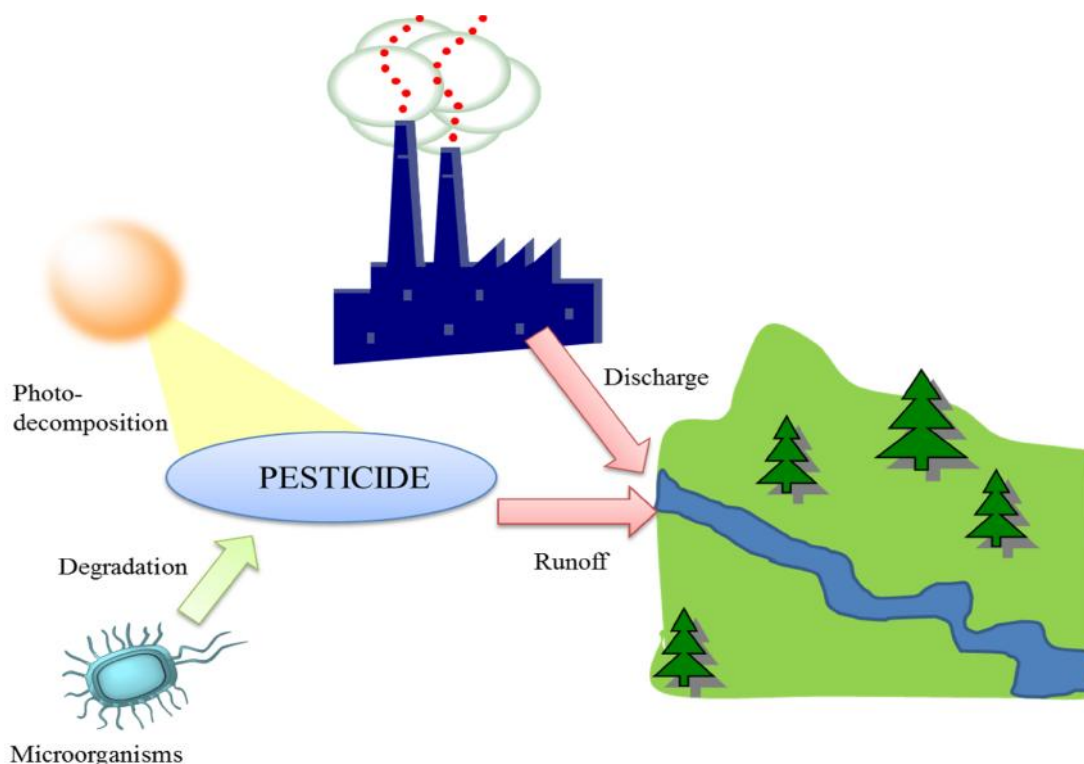 Discharge
Photo-
decomposition
PESTICIDE
Runoff
Degradation
Microorganisms